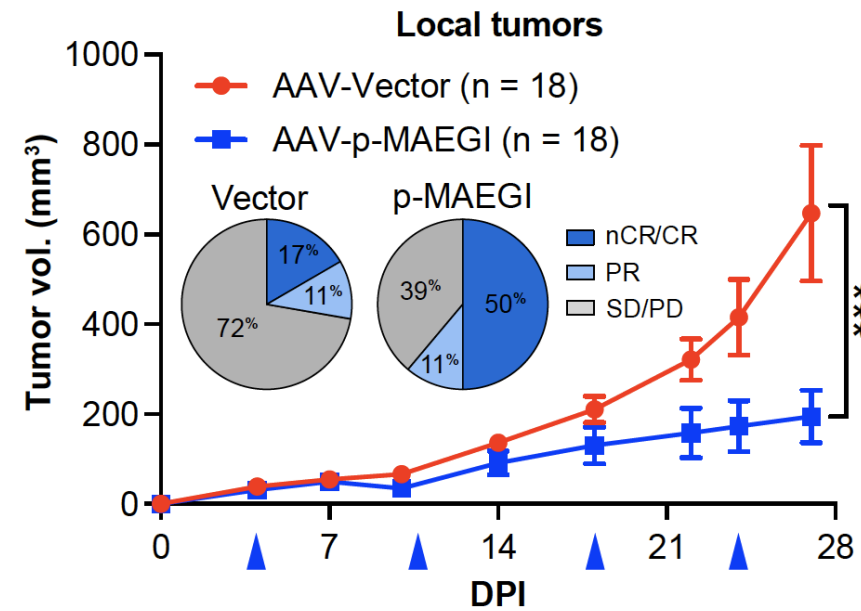 Local tumors
1000
800
600
400
200
0
Tumor vol. (mm³)
AAV-Vector (n = 18)
AAV-p-MAEGI (n = 18)
Vector
p-MAEGI
17%
11%
72%
50%
11%
39%
nCR/CR
PR
SD/PD
***
0
7
14
21
28
DPI